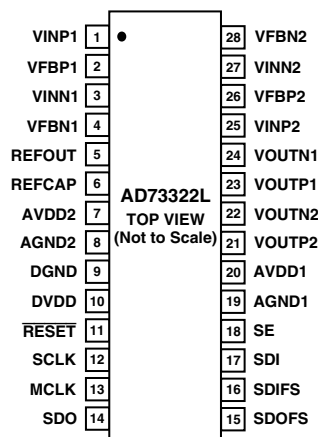 VINP1 1
VFBP1 2
VINN1 3
VFBN1 4
REFOUT 5
REFCAP 6
AVDD2 7
AGND2 8
DGND 9
DVDD 10
RESET 11
SCLK 12
MCLK 13
SDO 14
AD73322L
TOP VIEW
(Not to Scale)
28 VFBN2
27 VINN2
26 VFBP2
25 VINP2
24 VOUTN1
23 VOUTP1
22 VOUTN2
21 VOUTP2
20 AVDD1
19 AGND1
18 SE
17 SDI
16 SDIFS
15 SDOFS